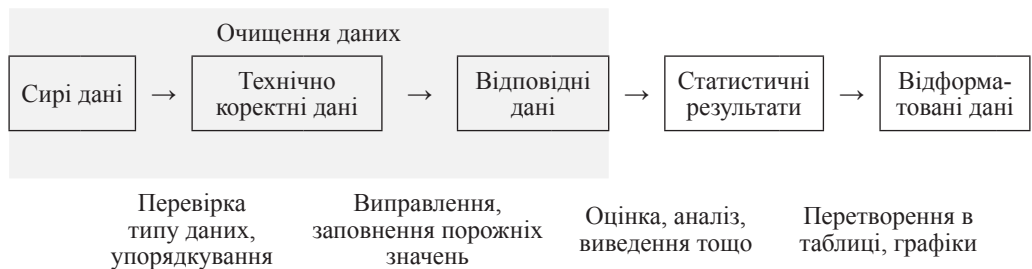 Очищення даних
Сирі дані → Технічно
коректні дані → Відповідні
дані → Статистичні
результати → Відформа-
товані дані
Перевірка
типу даних,
упорядкування
Виправлення,
заповнення порожніх
значень
Оцінка, аналіз,
виведення тощо
Перетворення в
таблиці, графіки